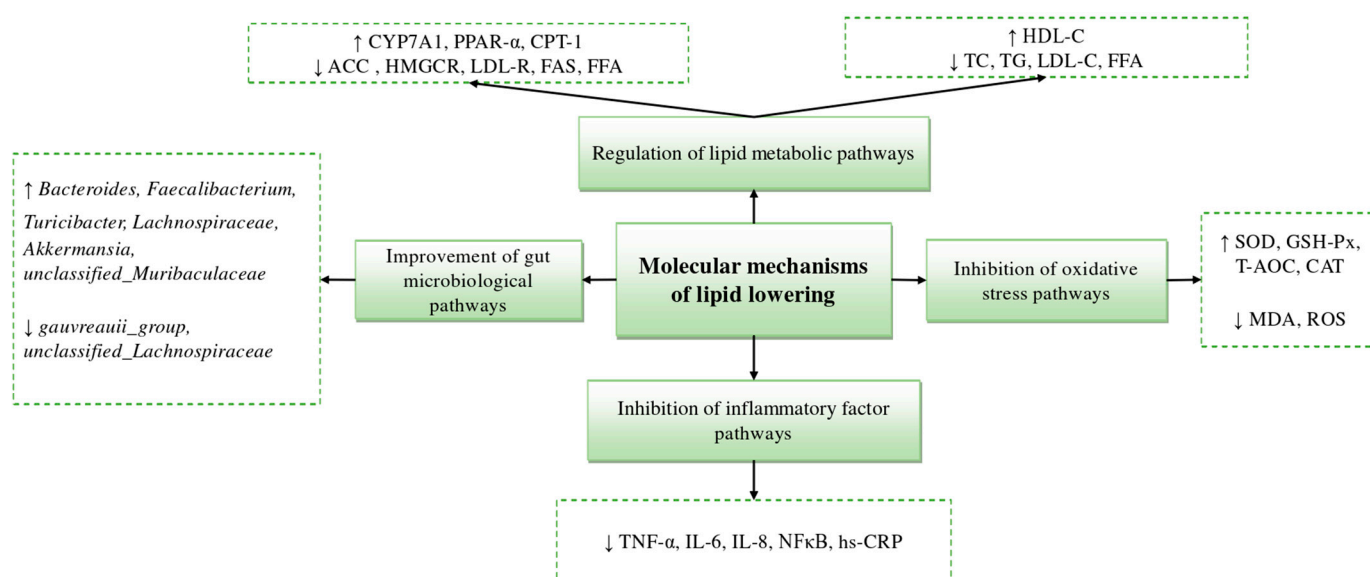 ↑ CYP7A1, PPAR-α, CPT-1
↓ ACC , HMGCR, LDL-R, FAS, FFA
↑ HDL-C
↓ TC, TG, LDL-C, FFA
Regulation of lipid metabolic pathways
↑ Bacteroides, Faecalibacterium,
Turicibacter, Lachnospiraceae,
Akkermansia,
unclassified_Muribaculaceae
↓ gauvreauii_group,
unclassified_Lachnospiraceae
Improvement of gut
microbiological
pathways
Molecular mechanisms
of lipid lowering
Inhibition of oxidative
stress pathways
↑ SOD, GSH-Px,
T-AOC, CAT
↓ MDA, ROS
Inhibition of inflammatory factor
pathways
↓ TNF-α, IL-6, IL-8, NFκB, hs-CRP